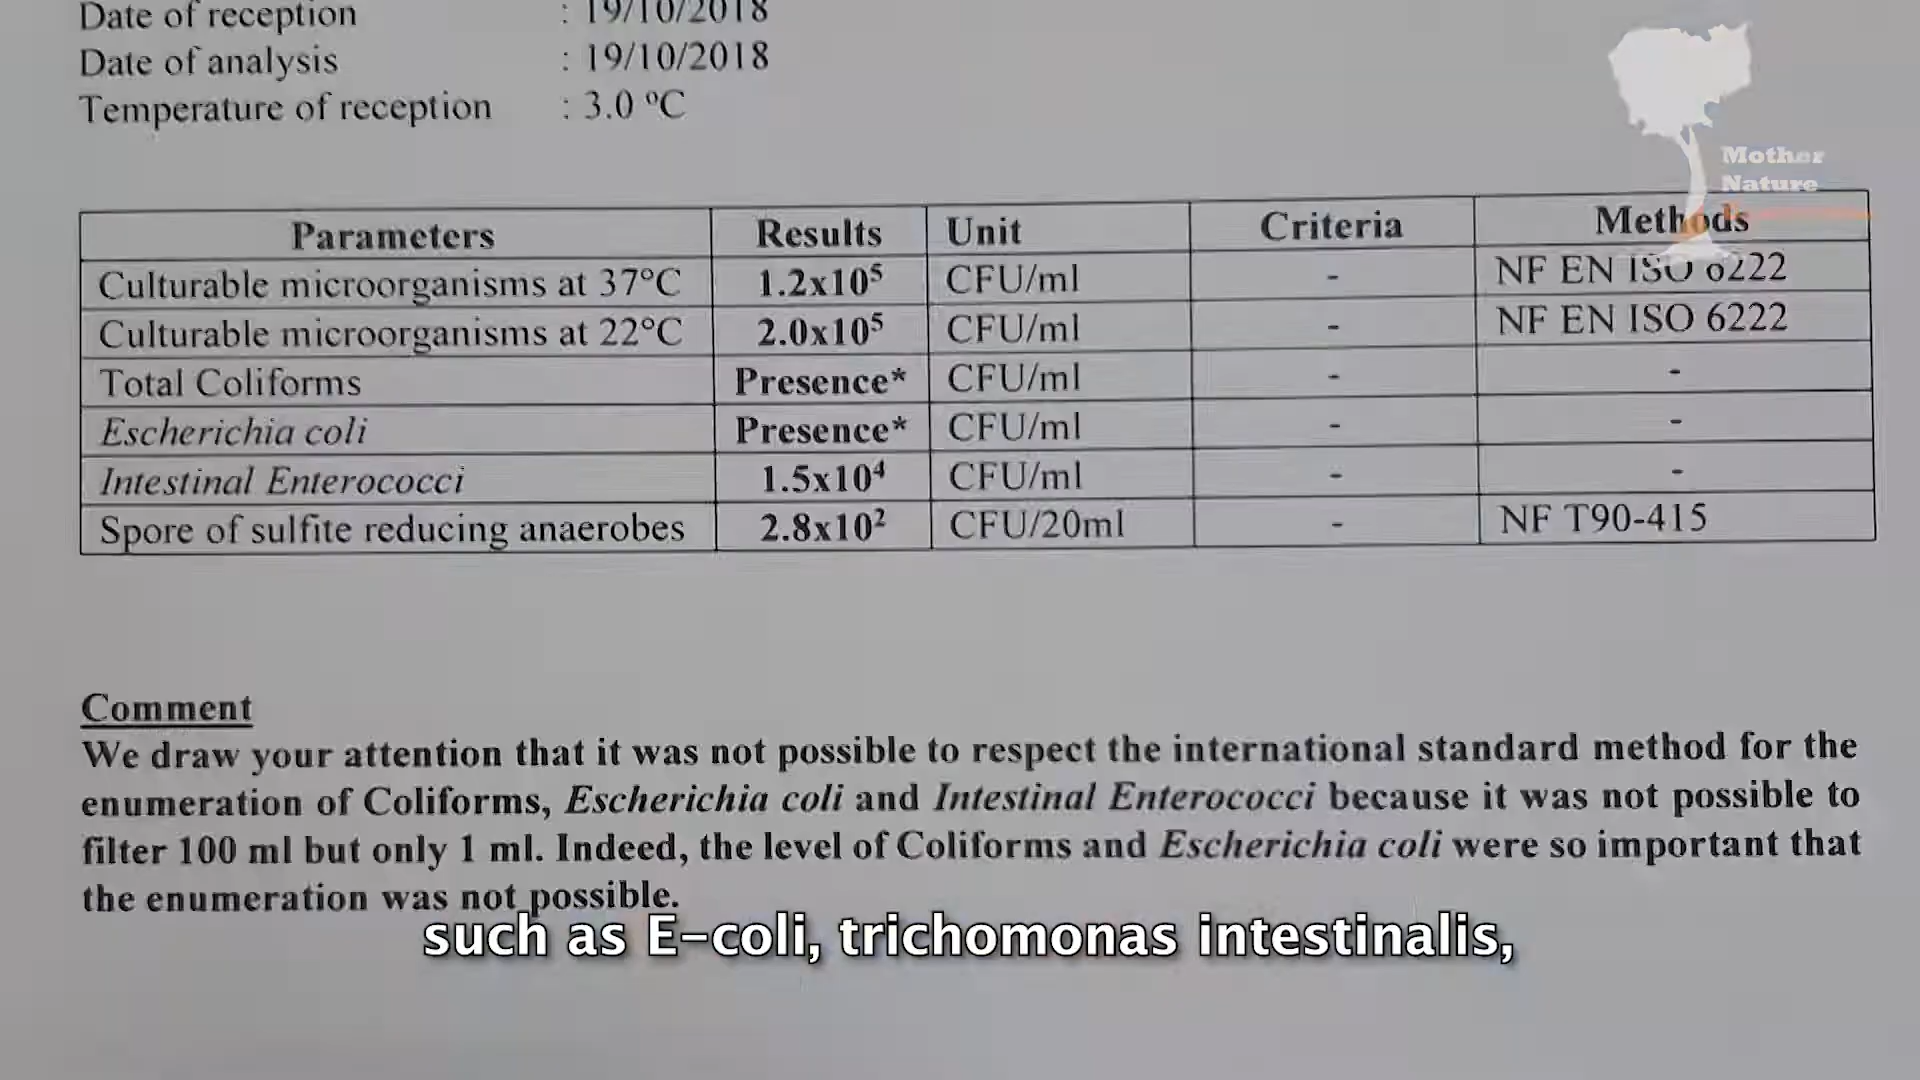 Date of reception : 19/10/2018
Date of analysis : 19/10/2018
Temperature of reception : 3.0 ºC
Mother
Nature
Parameters Results Unit Criteria Methods
Culturable microorganisms at 37°C 1.2x10⁵ CFU/ml - NF EN ISO 6222
Culturable microorganisms at 22°C 2.0x10⁵ CFU/ml - NF EN ISO 6222
Total Coliforms Presence* CFU/ml - -
Escherichia coli Presence* CFU/ml - -
Intestinal Enterococci 1.5x10⁴ CFU/ml - -
Spore of sulfite reducing anaerobes 2.8x10² CFU/20ml - NF T90-415
Comment
We draw your attention that it was not possible to respect the international standard method for the
enumeration of Coliforms, Escherichia coli and Intestinal Enterococci because it was not possible to
filter 100 ml but only 1 ml. Indeed, the level of Coliforms and Escherichia coli were so important that
the enumeration was not possible.
such as E-coli, trichomonas intestinalis,